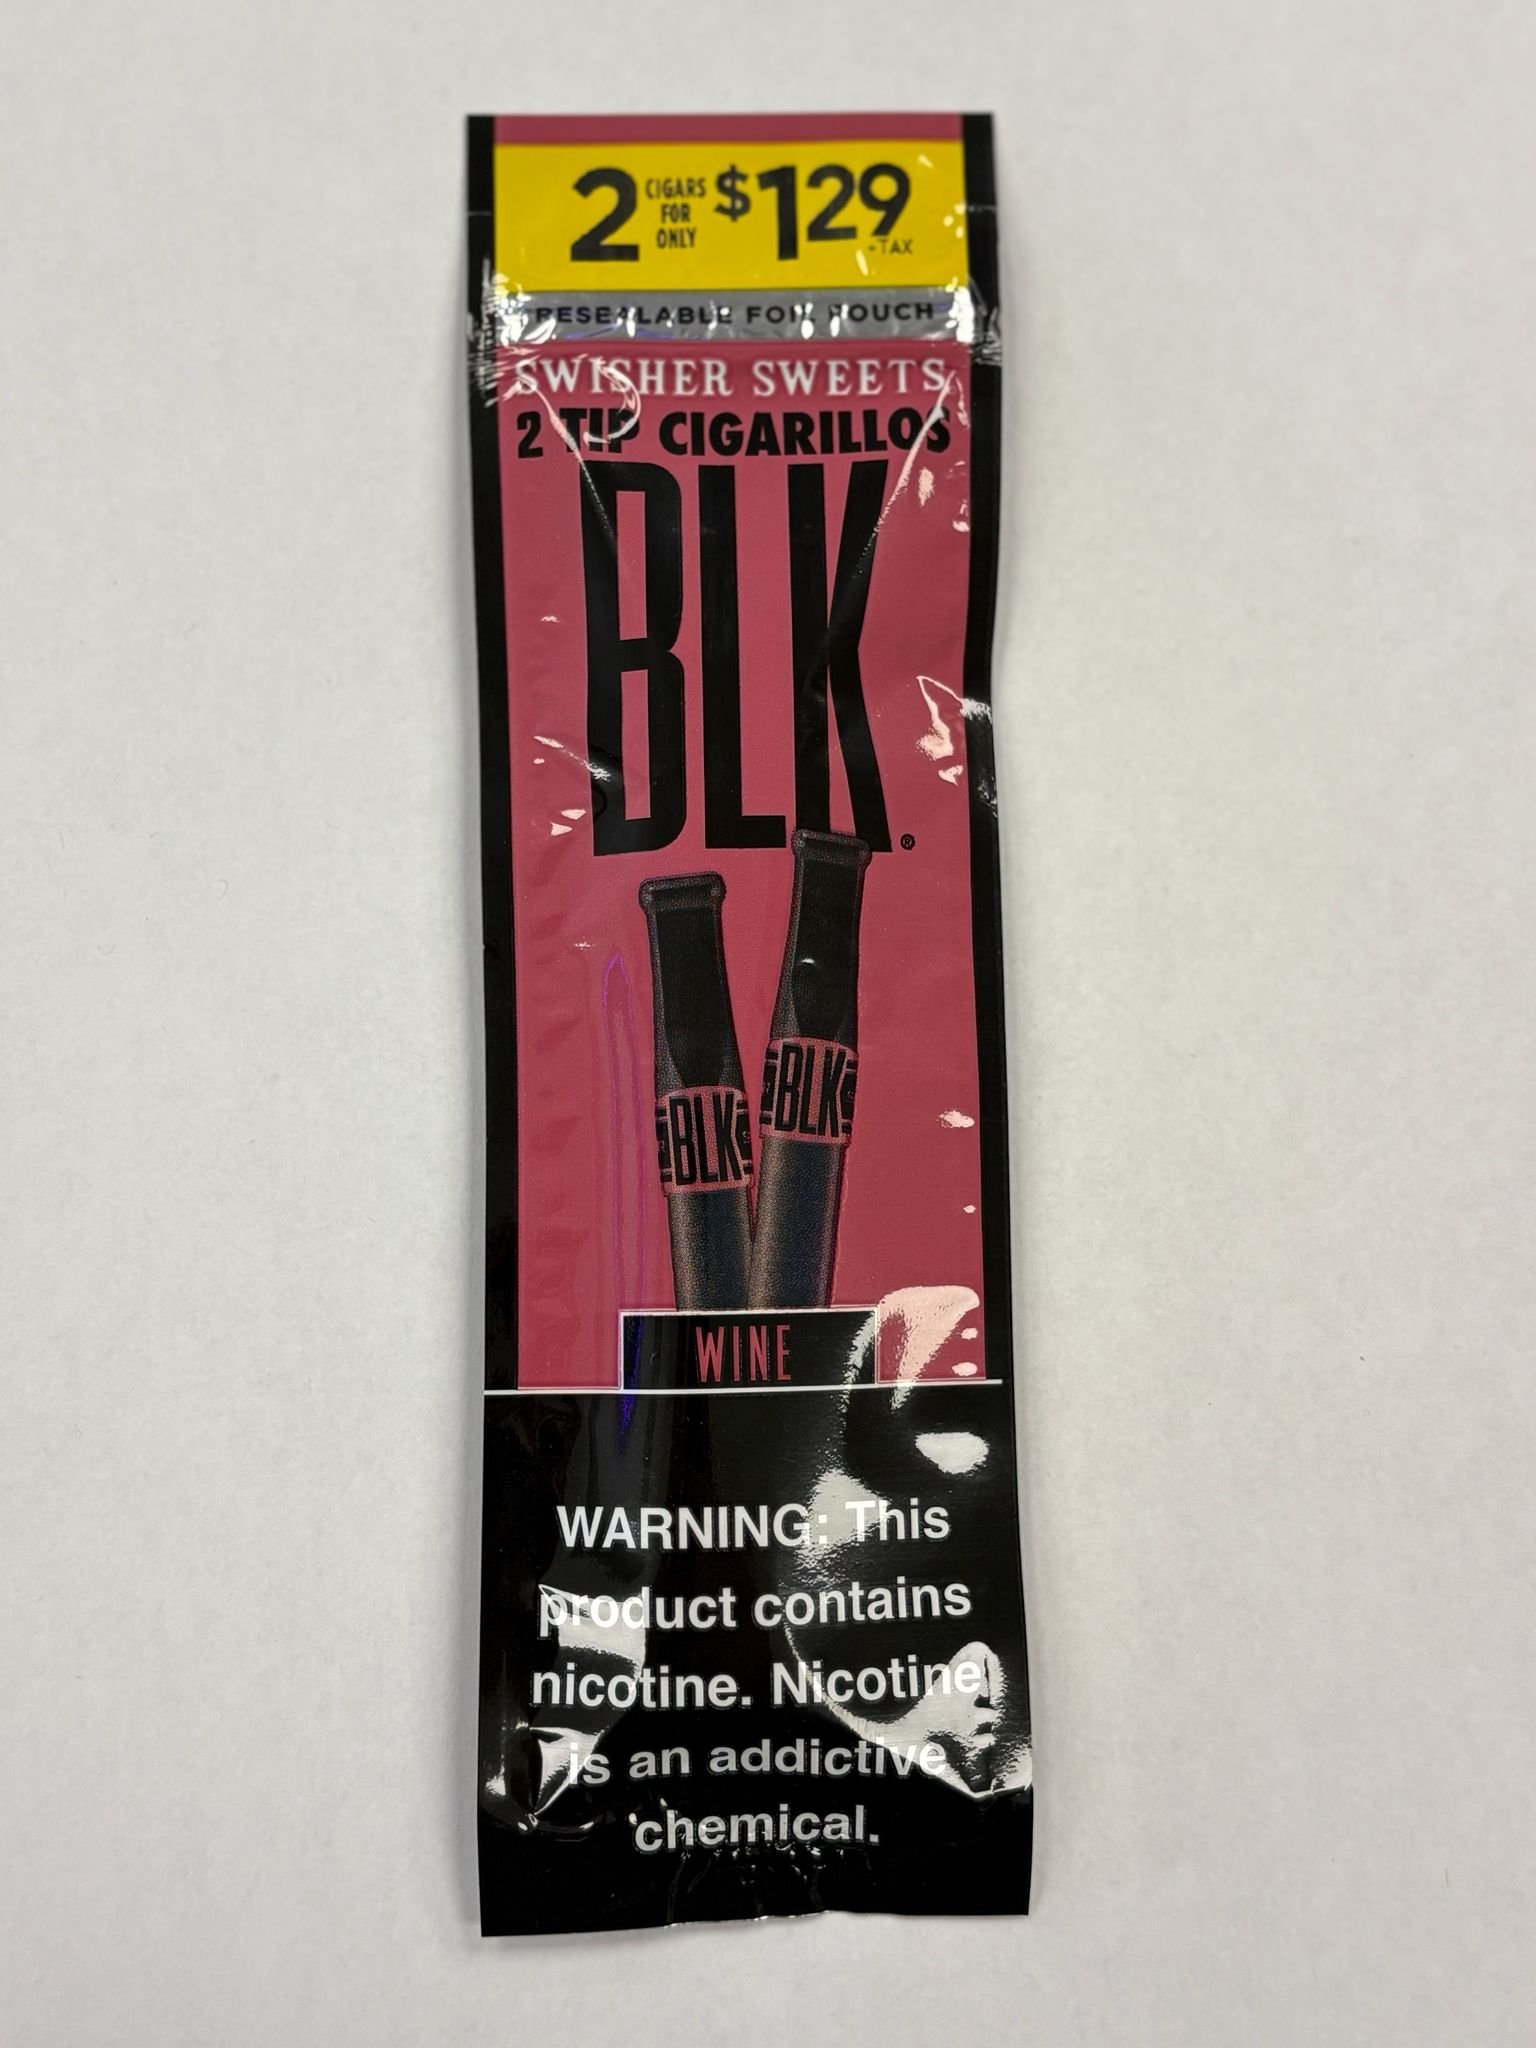 2 CIGARS FOR ONLY $1.29 +TAX
RESEALABLE FOIL POUCH
SWISHER SWEETS
2 TIP CIGARILLOS
BLK®
BLK
BLK
WINE
WARNING: This
product contains
nicotine. Nicotine
is an addictive
chemical.